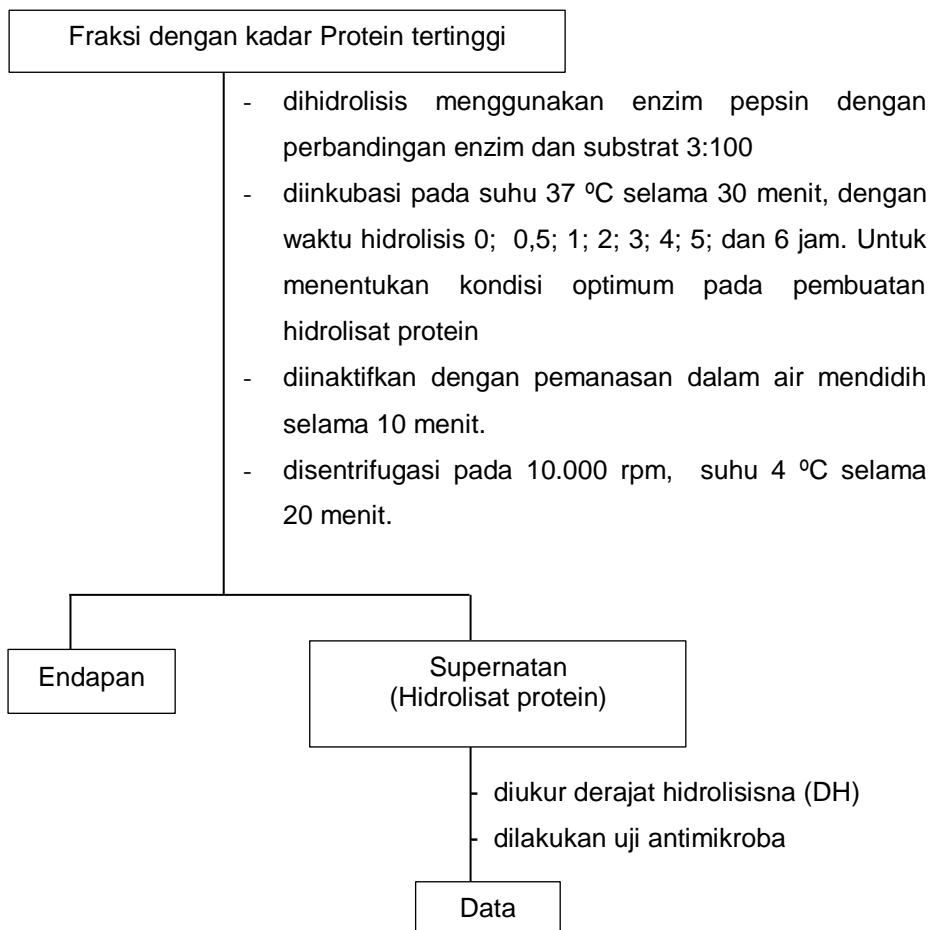 Fraksi dengan kadar Protein tertinggi
- dihidrolisis menggunakan enzim pepsin dengan
perbandingan enzim dan substrat 3:100
- diinkubasi pada suhu 37 ⁰C selama 30 menit, dengan
waktu hidrolisis 0; 0,5; 1; 2; 3; 4; 5; dan 6 jam. Untuk
menentukan kondisi optimum pada pembuatan
hidrolisat protein
- diinaktifkan dengan pemanasan dalam air mendidih
selama 10 menit.
- disentrifugasi pada 10.000 rpm, suhu 4 ⁰C selama
20 menit.
Endapan
Supernatan
(Hidrolisat protein)
- diukur derajat hidrolisisna (DH)
- dilakukan uji antimikroba
Data